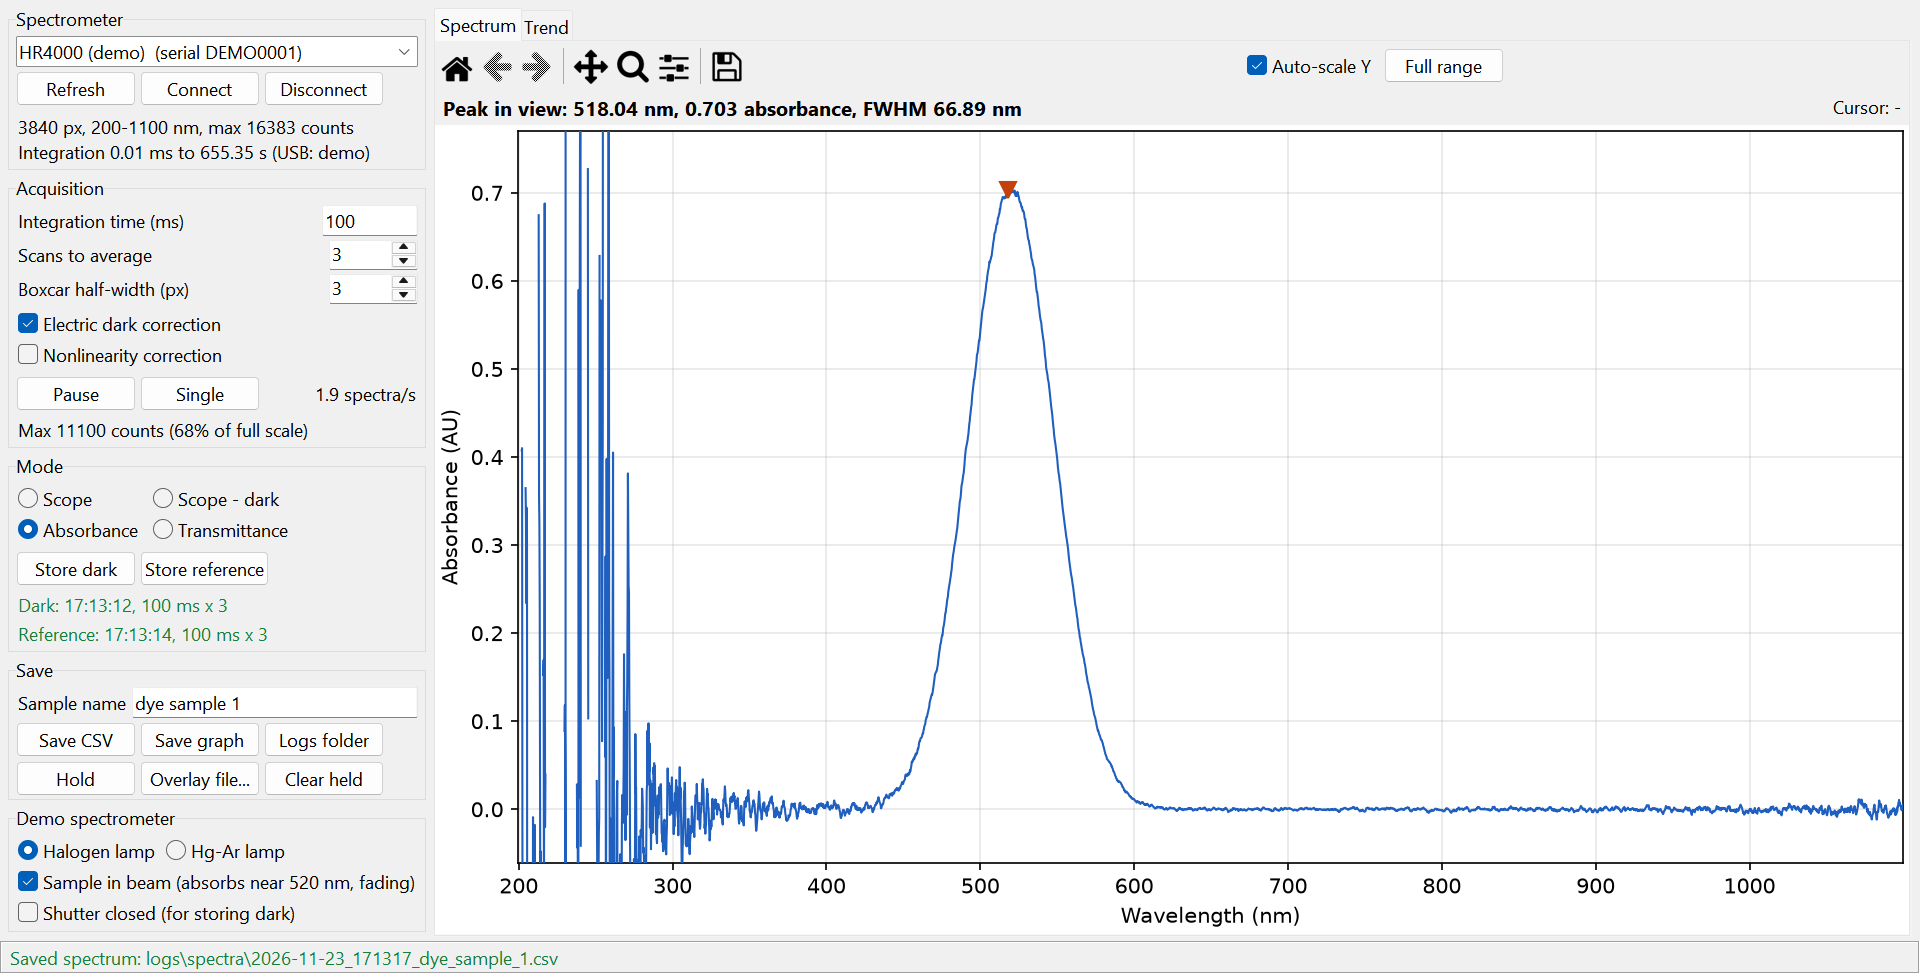 Spectrometer
HR4000 (demo)  (serial DEMO0001)
Refresh Connect Disconnect
3840 px, 200-1100 nm, max 16383 counts
Integration 0.01 ms to 655.35 s (USB: demo)
Acquisition
Integration time (ms) 100
Scans to average 3
Boxcar half-width (px) 3
Electric dark correction
Nonlinearity correction
Pause Single 1.9 spectra/s
Max 11100 counts (68% of full scale)
Mode
Scope Scope - dark
Absorbance Transmittance
Store dark Store reference
Dark: 17:13:12, 100 ms x 3
Reference: 17:13:14, 100 ms x 3
Save
Sample name dye sample 1
Save CSV Save graph Logs folder
Hold Overlay file... Clear held
Demo spectrometer
Halogen lamp Hg-Ar lamp
Sample in beam (absorbs near 520 nm, fading)
Shutter closed (for storing dark)
Spectrum Trend
Auto-scale Y Full range
Peak in view: 518.04 nm, 0.703 absorbance, FWHM 66.89 nm
Cursor: -
Absorbance (AU)
0.7
0.6
0.5
0.4
0.3
0.2
0.1
0.0
200 300 400 500 600 700 800 900 1000
Wavelength (nm)
Saved spectrum: logs\spectra\2026-11-23_171317_dye_sample_1.csv